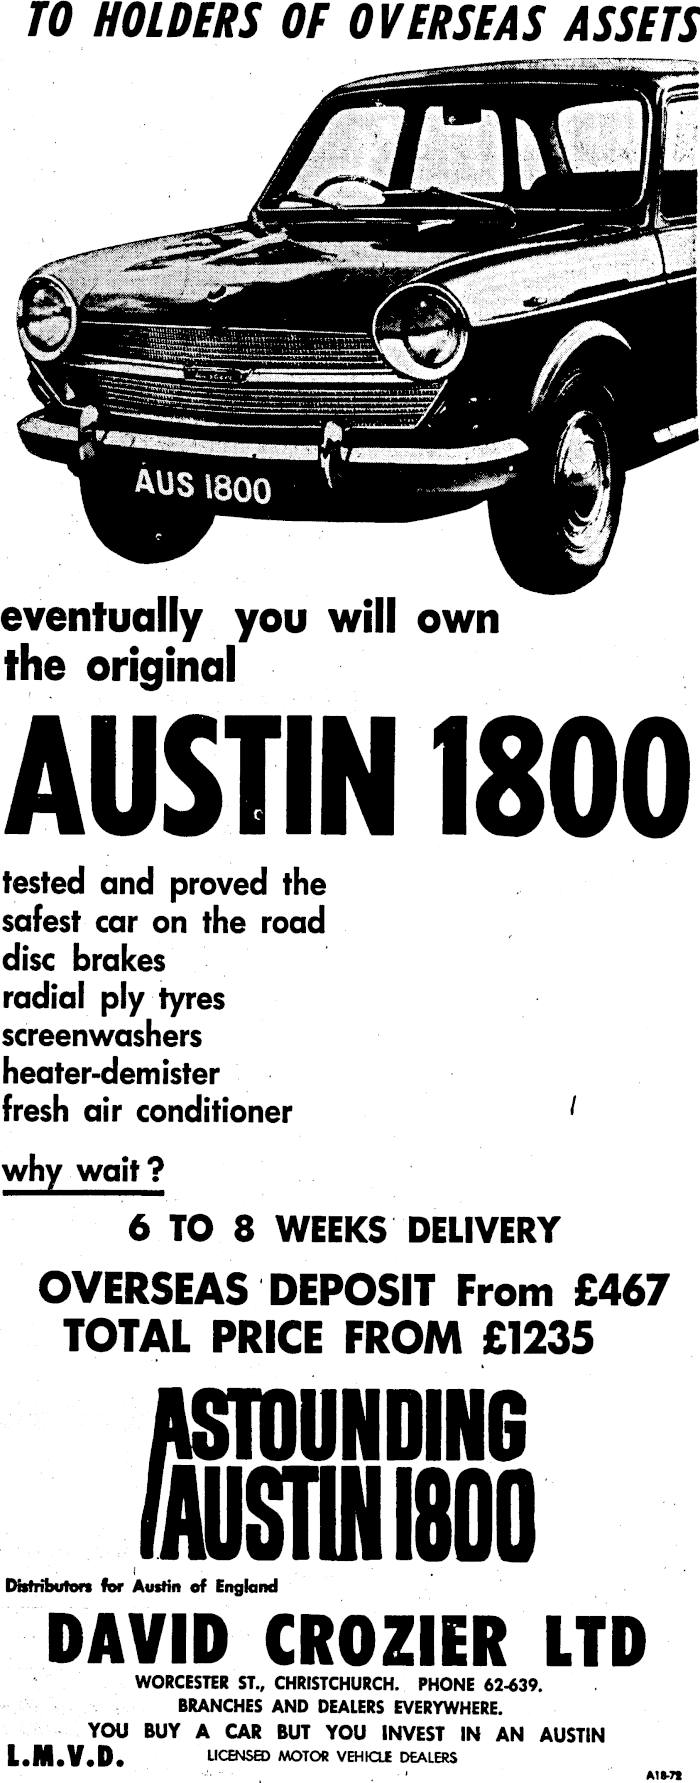 TO HOLDERS OF OVERSEAS ASSETS
Austin
AUS 1800
eventually you will own
the original
AUSTIN 1800
tested and proved the
safest car on the road
disc brakes
radial ply tyres
screenwashers
heater-demister
fresh air conditioner
why wait?
6 TO 8 WEEKS DELIVERY
OVERSEAS DEPOSIT From £467
TOTAL PRICE FROM £1235
ASTOUNDING
AUSTIN 1800
Distributors for Austin of England
DAVID CROZIER LTD
WORCESTER ST., CHRISTCHURCH. PHONE 62-639.
BRANCHES AND DEALERS EVERYWHERE.
YOU BUY A CAR BUT YOU INVEST IN AN AUSTIN
L.M.V.D. LICENSED MOTOR VEHICLE DEALERS
A18-72